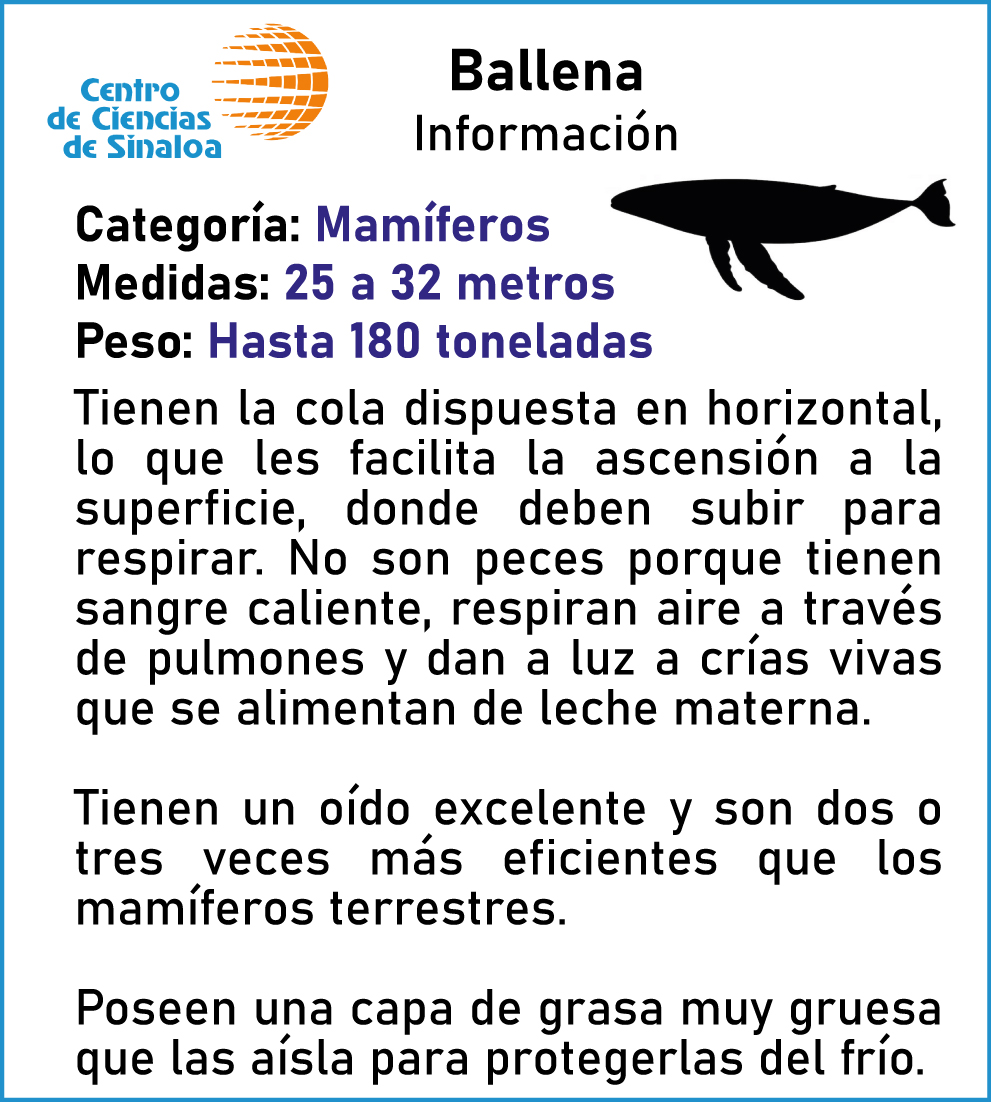 Centro
de Ciencias
de Sinaloa
Ballena
Información
Categoría: Mamíferos
Medidas: 25 a 32 metros
Peso: Hasta 180 toneladas
Tienen la cola dispuesta en horizontal,
lo que les facilita la ascensión a la
superficie, donde deben subir para
respirar. No son peces porque tienen
sangre caliente, respiran aire a través
de pulmones y dan a luz a crías vivas
que se alimentan de leche materna.
Tienen un oído excelente y son dos o
tres veces más eficientes que los
mamíferos terrestres.
Poseen una capa de grasa muy gruesa
que las aísla para protegerlas del frío.